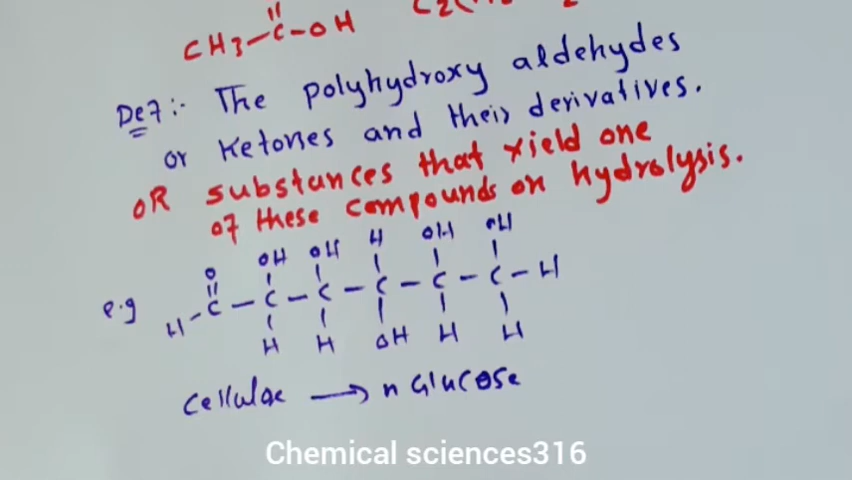 O
CH3-C-OH
De7:- The polyhydroxy aldehydes
or Ketones and their derivatives.
OR substances that yield one
of these compounds on hydrolysis.
O OH OH H OH OH
e.g H-C-C-C-C-C-C-H
H H OH H H
cellulose → n Glucose
Chemical sciences316